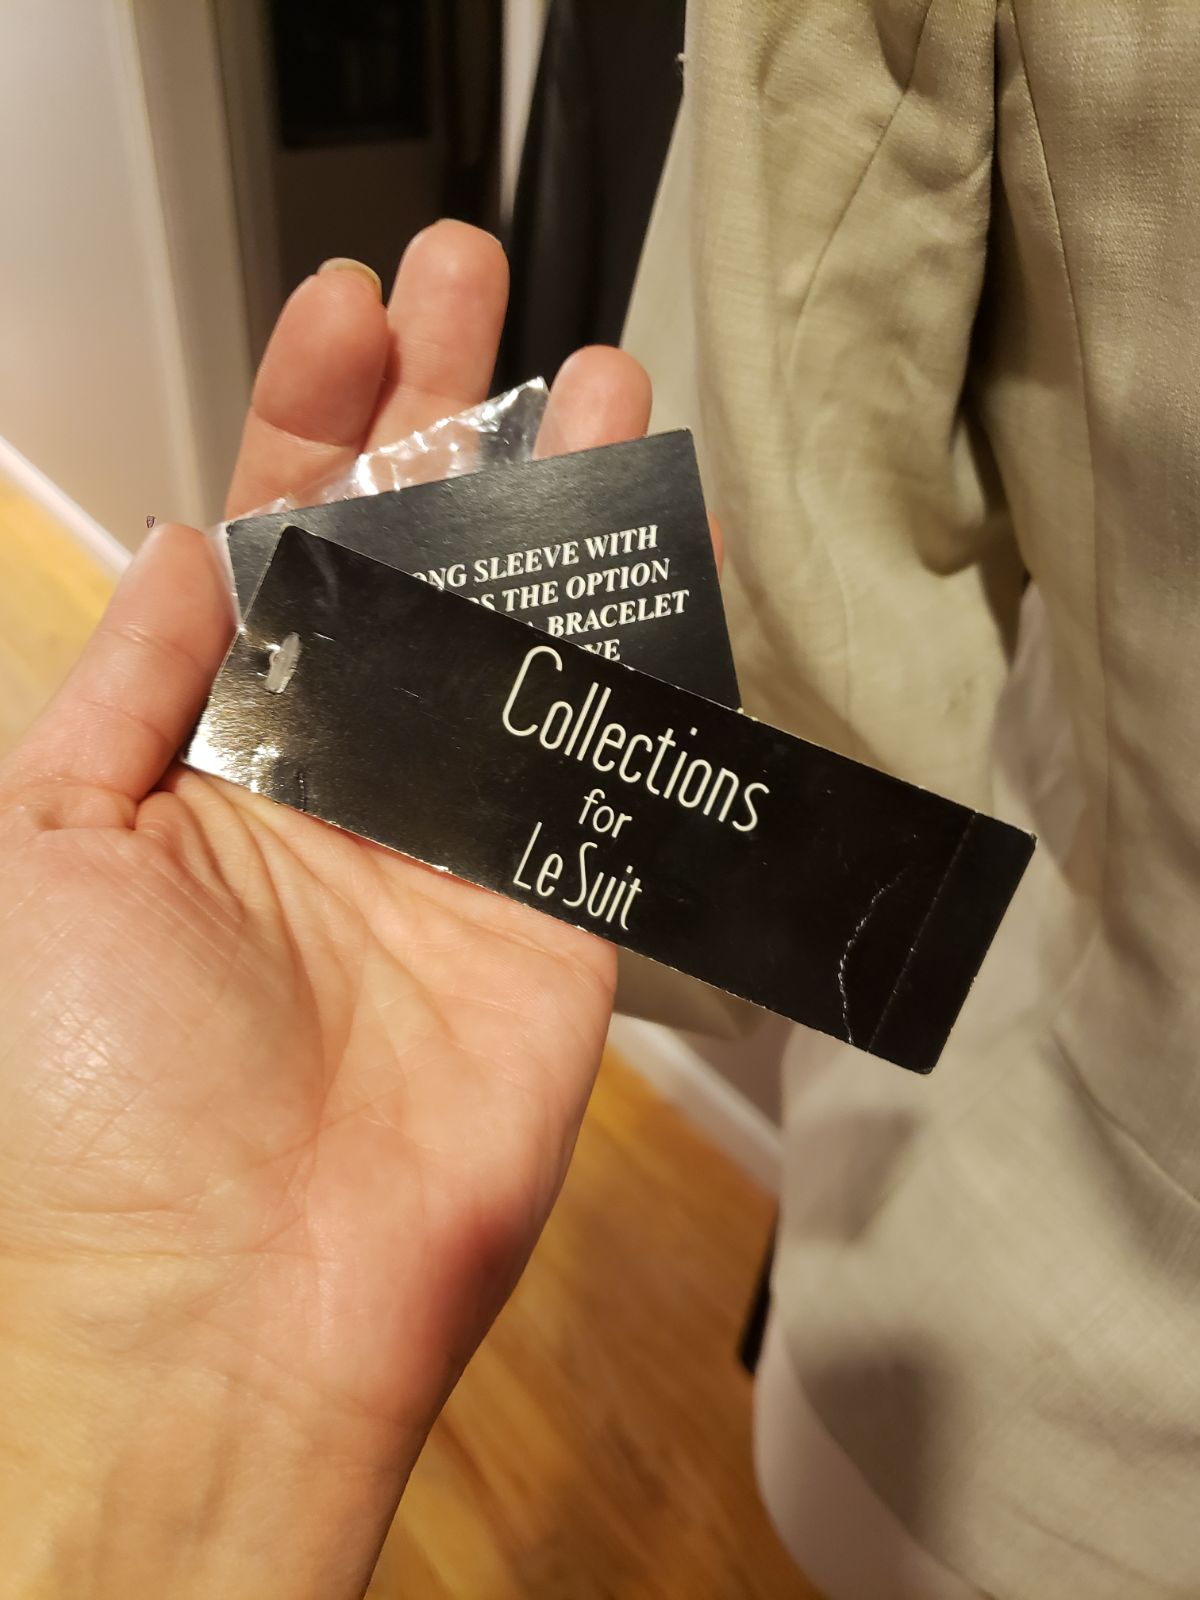 SLEEVE WITH
THE OPTION
BRACELET
Collections
for
Le Suit